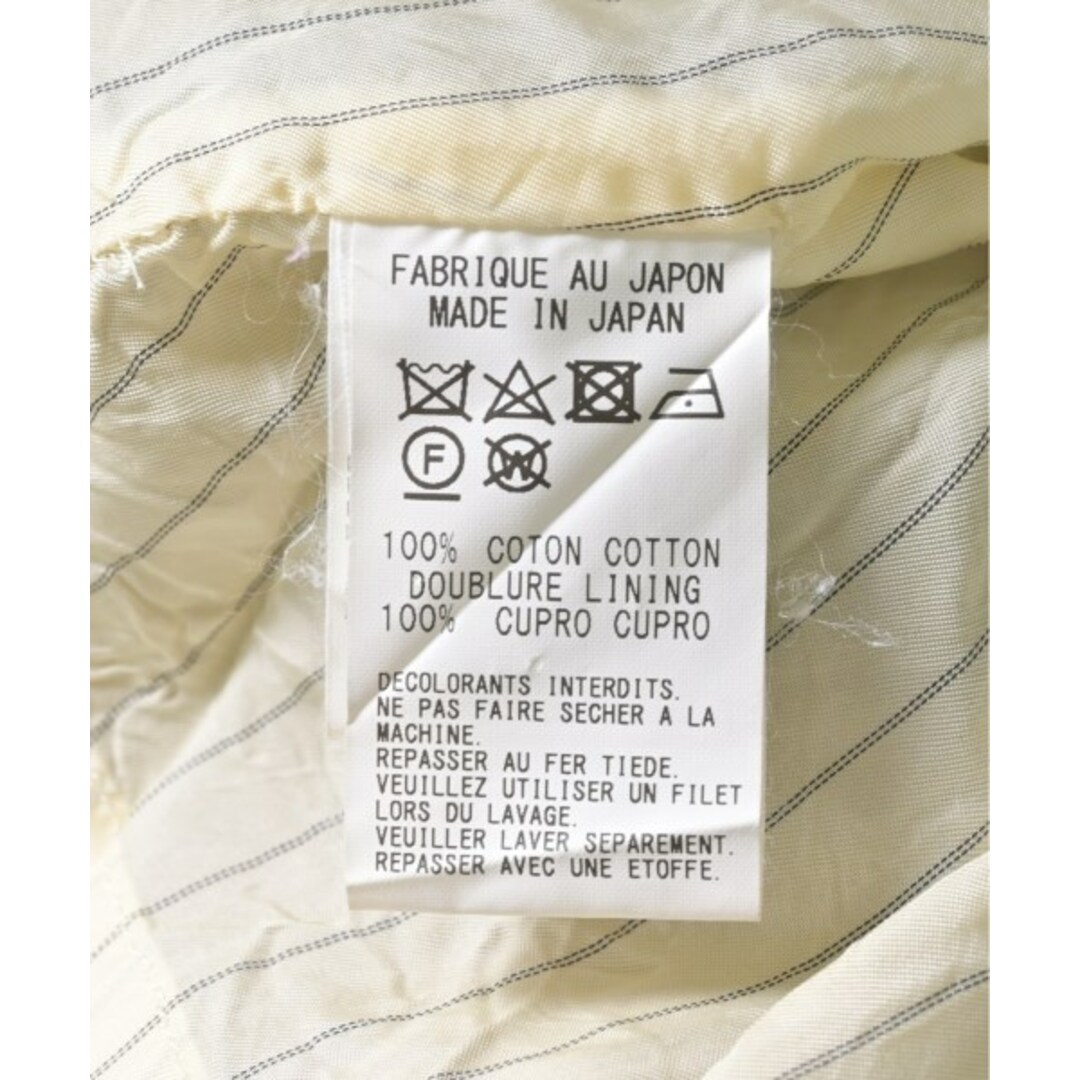 FABRIQUE AU JAPON
MADE IN JAPAN
F W
100% COTON COTTON
DOUBLURE LINING
100% CUPRO CUPRO
DECOLORANTS INTERDITS.
NE PAS FAIRE SECHER A LA
MACHINE.
REPASSER AU FER TIEDE.
VEUILLEZ UTILISER UN FILET
LORS DU LAVAGE.
VEUILLER LAVER SEPAREMENT.
REPASSER AVEC UNE ETOFFE.